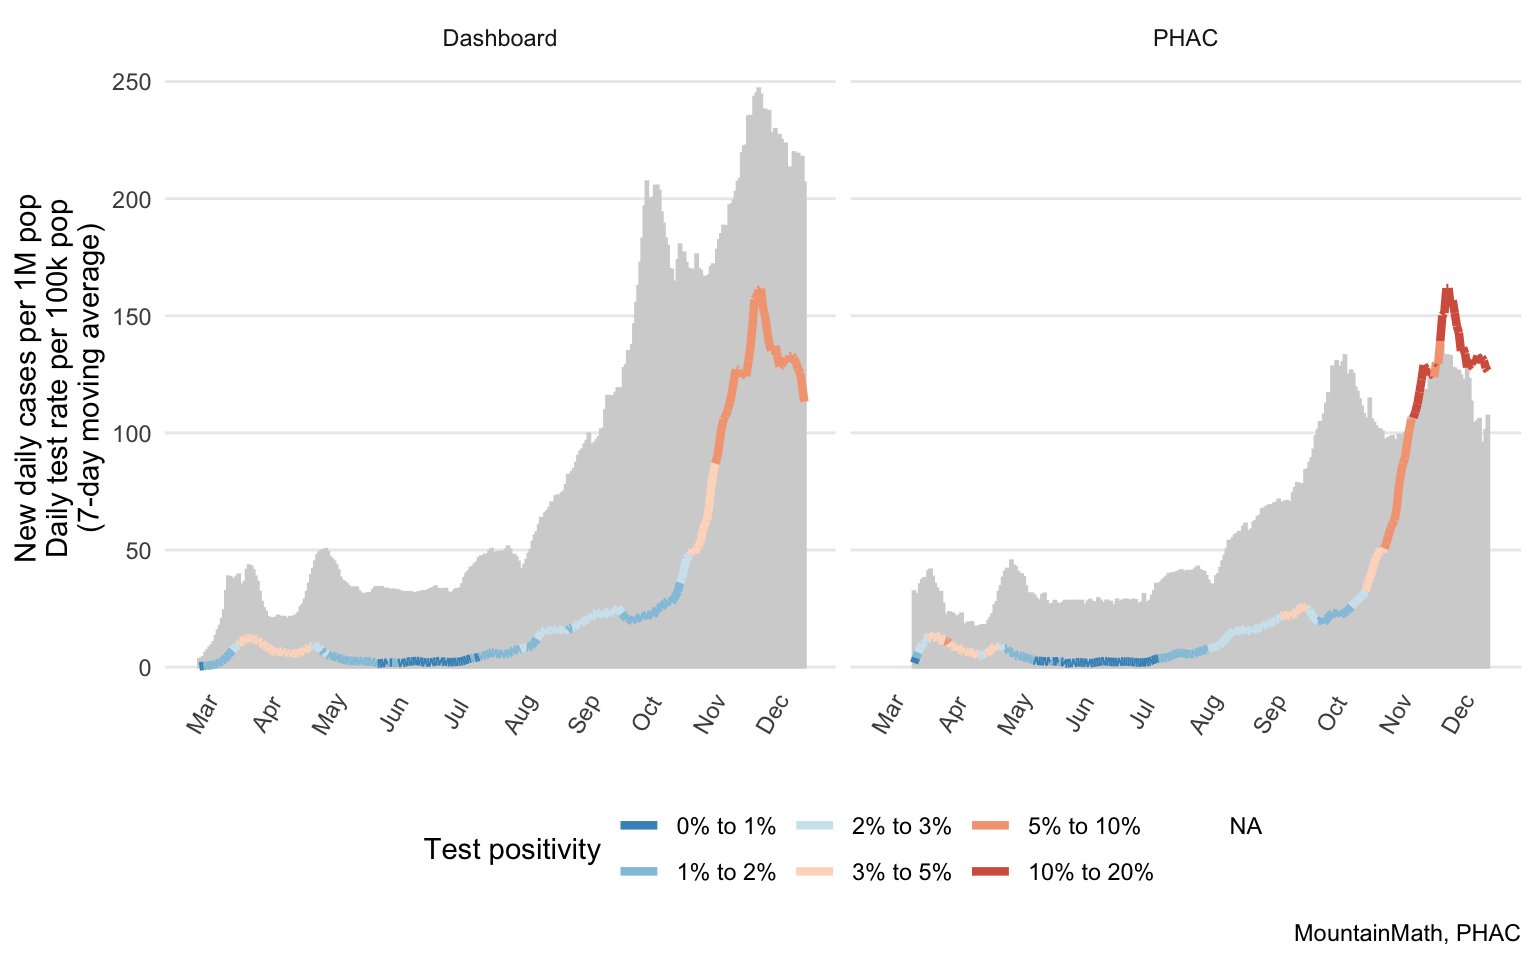 Dashboard
PHAC
New daily cases per 1M pop
Daily test rate per 100k pop
(7-day moving average)
250
200
150
100
50
0
Mar
Apr
May
Jun
Jul
Aug
Sep
Oct
Nov
Dec
Mar
Apr
May
Jun
Jul
Aug
Sep
Oct
Nov
Dec
Test positivity
0% to 1%
2% to 3%
5% to 10%
NA
1% to 2%
3% to 5%
10% to 20%
MountainMath, PHAC